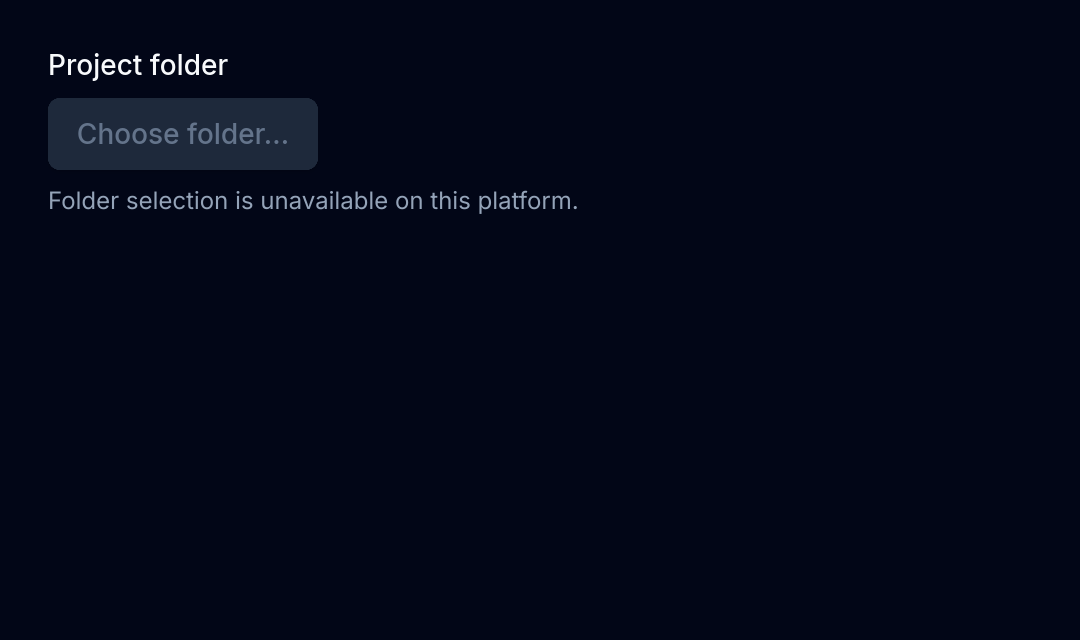 Project folder
Choose folder...
Folder selection is unavailable on this platform.